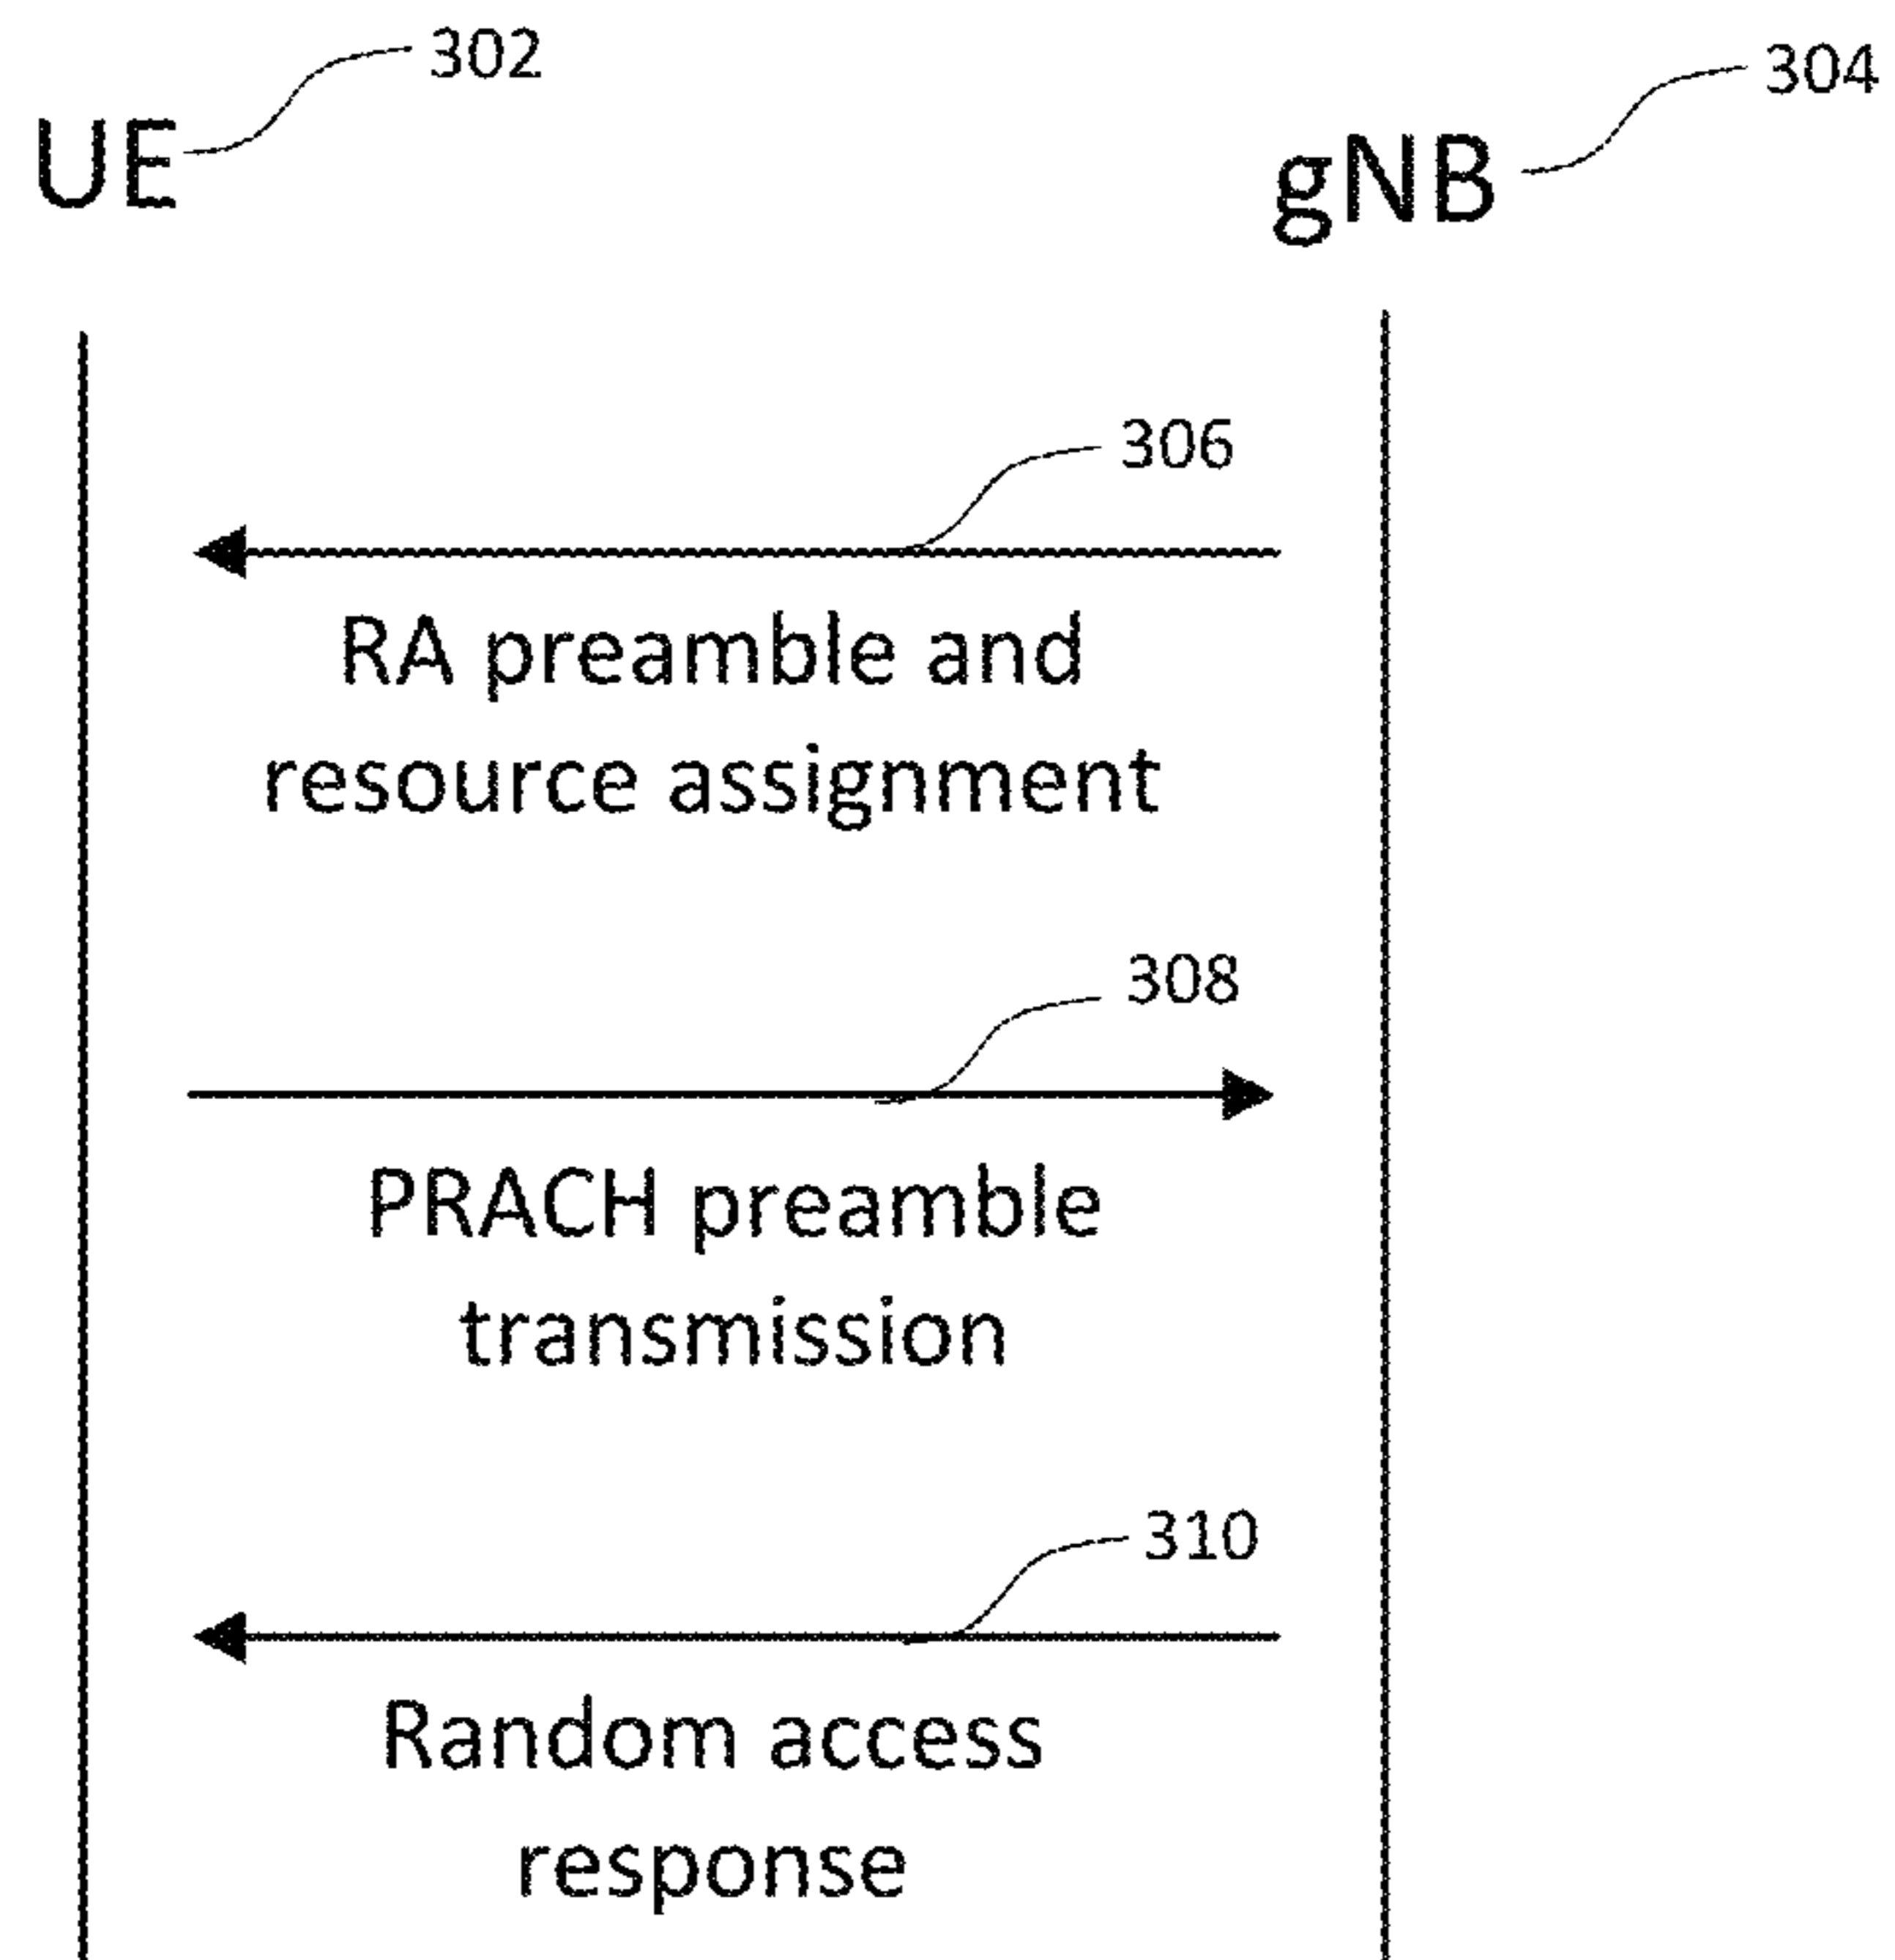 302
UE
304
gNB
306
RA preamble and
resource assignment
308
PRACH preamble
transmission
310
Random access
response